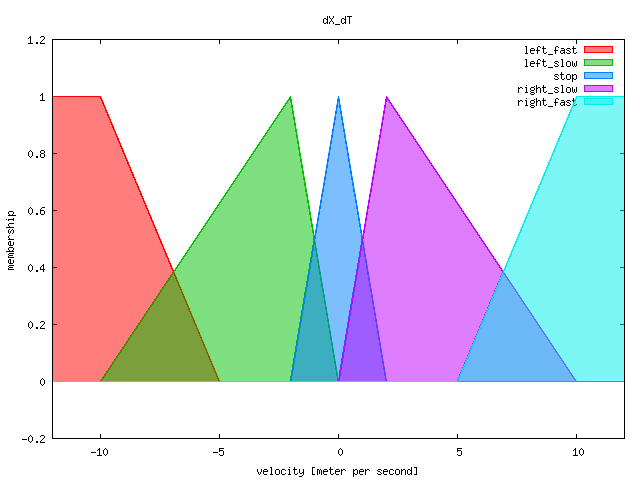 dX_dT
1.2
1
0.8
0.6
0.4
0.2
0
-0.2
membership
left_fast
left_slow
stop
right_slow
right_fast
-10 -5 0 5 10
velocity [meter per second]